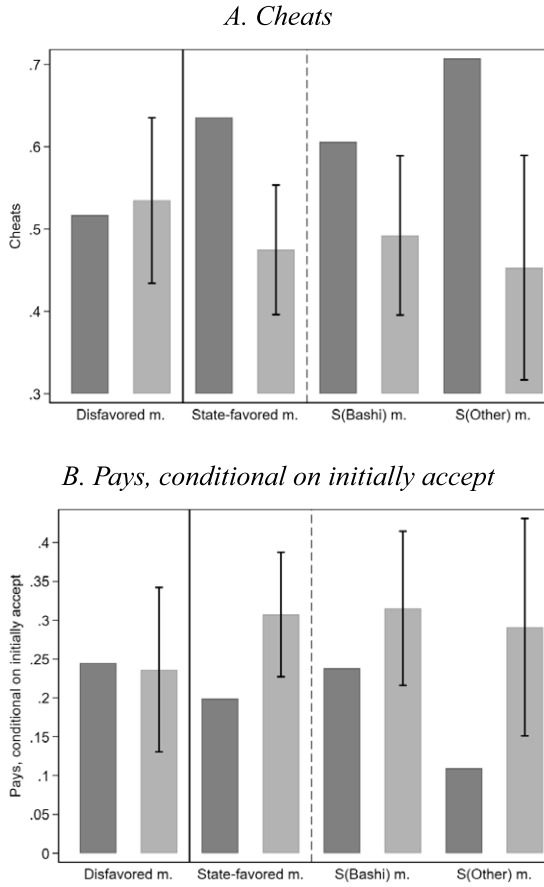 A. Cheats
.7
.6
.5
.4
.3
Cheats
Disfavored m. State-favored m. S(Bashi) m. S(Other) m.
B. Pays, conditional on initially accept
.4
.35
.3
.25
.2
.15
.1
.05
0
Pays, conditional on initially accept
Disfavored m. State-favored m. S(Bashi) m. S(Other) m.